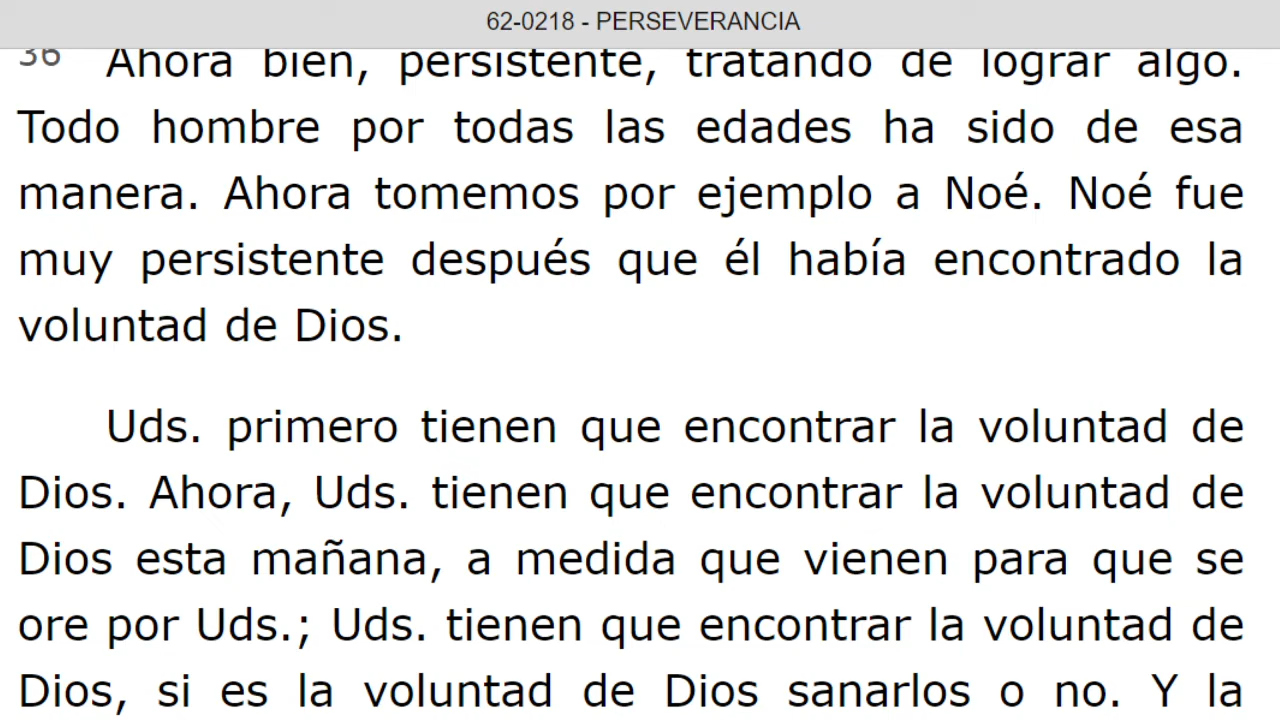 62-0218 - PERSEVERANCIA
36 Ahora bien, persistente, tratando de lograr algo.
Todo hombre por todas las edades ha sido de esa
manera. Ahora tomemos por ejemplo a Noé. Noé fue
muy persistente después que él había encontrado la
voluntad de Dios.
Uds. primero tienen que encontrar la voluntad de
Dios. Ahora, Uds. tienen que encontrar la voluntad de
Dios esta mañana, a medida que vienen para que se
ore por Uds.; Uds. tienen que encontrar la voluntad de
Dios, si es la voluntad de Dios sanarlos o no. Y la